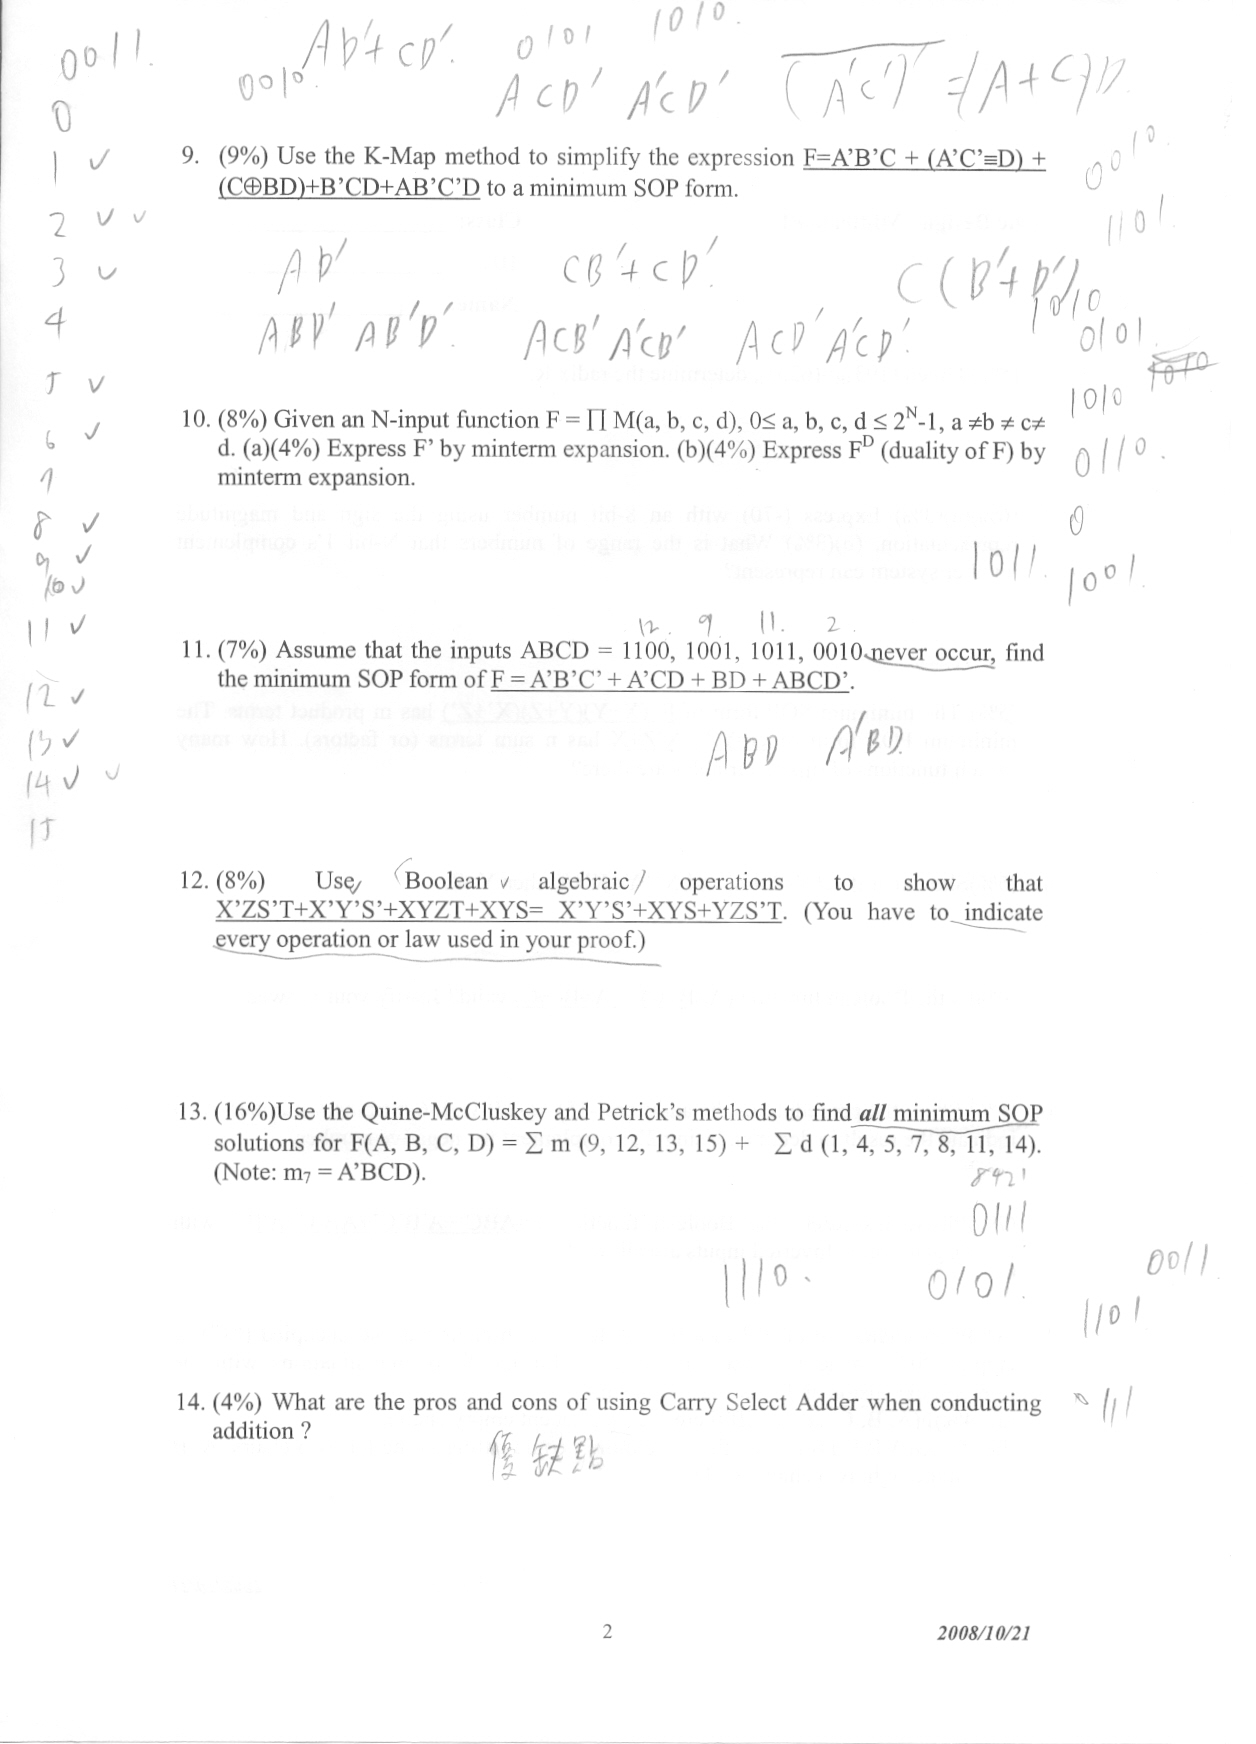 0011.
Ab'+CD'.
0010.
0101
1010.
ACD' A'CD'
(A'C')' =(A+C)D
0
1 ✓
2 ✓ ✓
3 ✓
4
5 ✓
6 ✓
7
8 ✓
9 ✓
10 ✓
11 ✓
12 ✓
13 ✓
14 ✓ ✓
15
9. (9%) Use the K-Map method to simplify the expression F=A’B’C + (A’C’≡D) +
(C⊕BD)+B’CD+AB’C’D to a minimum SOP form.
0010
1101
AD'
CB'+CD'.
C(B'+D')
1010
ABD' AB'D'.
ACB' A'CB'
ACD' A'CD'.
0101.
1010
10. (8%) Given an N-input function F = ∏ M(a, b, c, d), 0≤ a, b, c, d ≤ 2^N-1, a ≠b ≠ c≠
d. (a)(4%) Express F’ by minterm expansion. (b)(4%) Express F^D (duality of F) by
minterm expansion.
0110.
0
1011.
1001.
12. 9 11. 2
11. (7%) Assume that the inputs ABCD = 1100, 1001, 1011, 0010 never occur, find
the minimum SOP form of F = A’B’C’ + A’CD + BD + ABCD’.
ABD A'BD.
12. (8%) Use Boolean algebraic operations to show that
X’ZS’T+X’Y’S’+XYZT+XYS= X’Y’S’+XYS+YZS’T. (You have to indicate
every operation or law used in your proof.)
13. (16%)Use the Quine-McCluskey and Petrick’s methods to find all minimum SOP
solutions for F(A, B, C, D) = ∑ m (9, 12, 13, 15) + ∑ d (1, 4, 5, 7, 8, 11, 14).
(Note: m7 = A’BCD).
8421
0111
1110.
0101.
0011
1101
14. (4%) What are the pros and cons of using Carry Select Adder when conducting
addition ?
0111
優缺點
2
2008/10/21